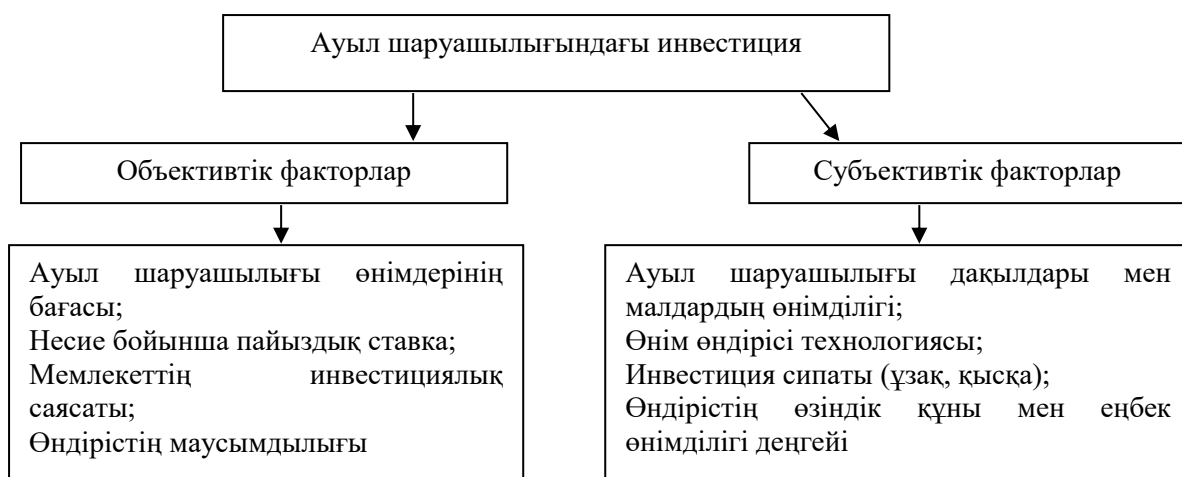 Ауыл шаруашылығындағы инвестиция
Объективтік факторлар
Субъективтік факторлар
Ауыл шаруашылығы өнімдерінің
бағасы;
Несие бойынша пайыздық ставка;
Мемлекеттің инвестициялық
саясаты;
Өндірістің маусымдылығы
Ауыл шаруашылығы дақылдары мен
малдардың өнімділігі;
Өнім өндірісі технологиясы;
Инвестиция сипаты (ұзақ, қысқа);
Өндірістің өзіндік құны мен еңбек
өнімділігі деңгейі